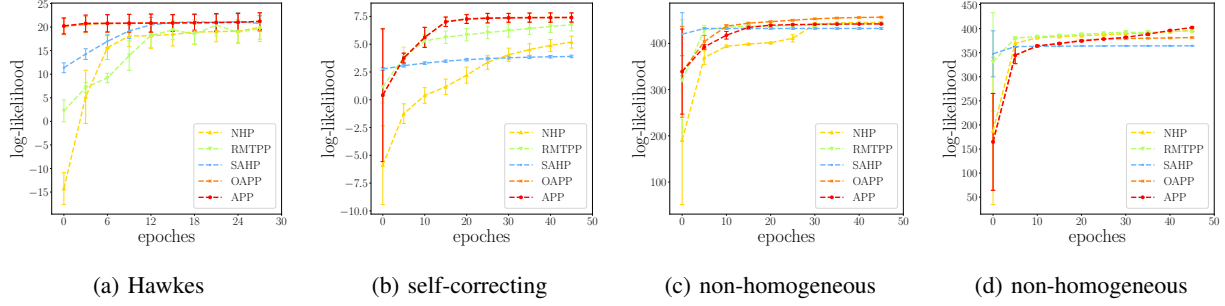 log-likelihood
25
20
15
10
5
0
−5
−10
−15
NHP
RMTPP
SAHP
OAPP
APP
0 6 12 18 24 30
epoches
(a) Hawkes
log-likelihood
7.5
5.0
2.5
0.0
−2.5
−5.0
−7.5
−10.0
NHP
RMTPP
SAHP
OAPP
APP
0 10 20 30 40 50
epoches
(b) self-correcting
log-likelihood
400
300
200
100
NHP
RMTPP
SAHP
OAPP
APP
0 10 20 30 40 50
epoches
(c) non-homogeneous
log-likelihood
450
400
350
300
250
200
150
100
50
NHP
RMTPP
SAHP
OAPP
APP
0 10 20 30 40 50
epoches
(d) non-homogeneous